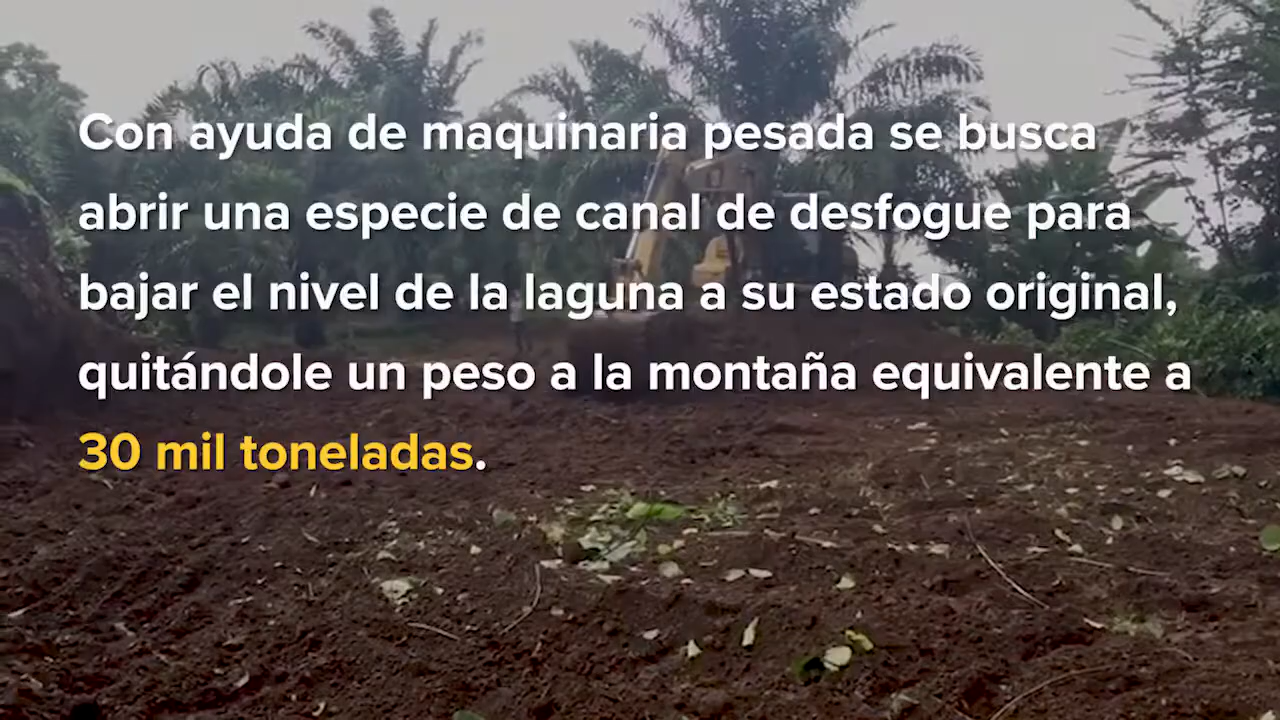 Con ayuda de maquinaria pesada se busca
abrir una especie de canal de desfogue para
bajar el nivel de la laguna a su estado original,
quitándole un peso a la montaña equivalente a
30 mil toneladas.